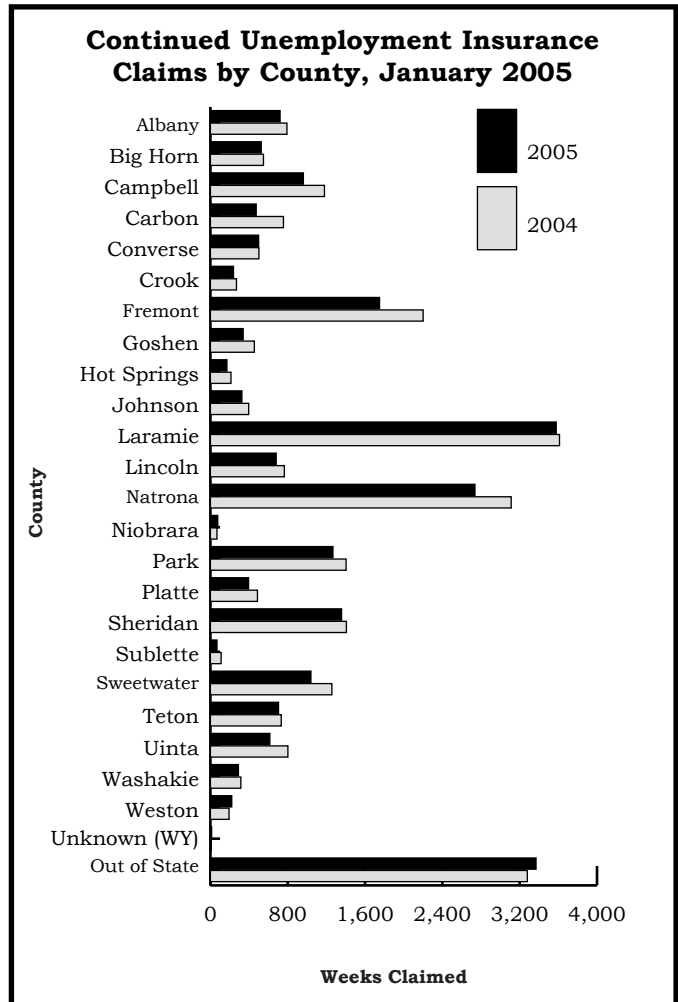 Continued Unemployment Insurance
Claims by County, January 2005
2005
2004
County
Albany
Big Horn
Campbell
Carbon
Converse
Crook
Fremont
Goshen
Hot Springs
Johnson
Laramie
Lincoln
Natrona
Niobrara
Park
Platte
Sheridan
Sublette
Sweetwater
Teton
Uinta
Washakie
Weston
Unknown (WY)
Out of State
0 800 1,600 2,400 3,200 4,000
Weeks Claimed